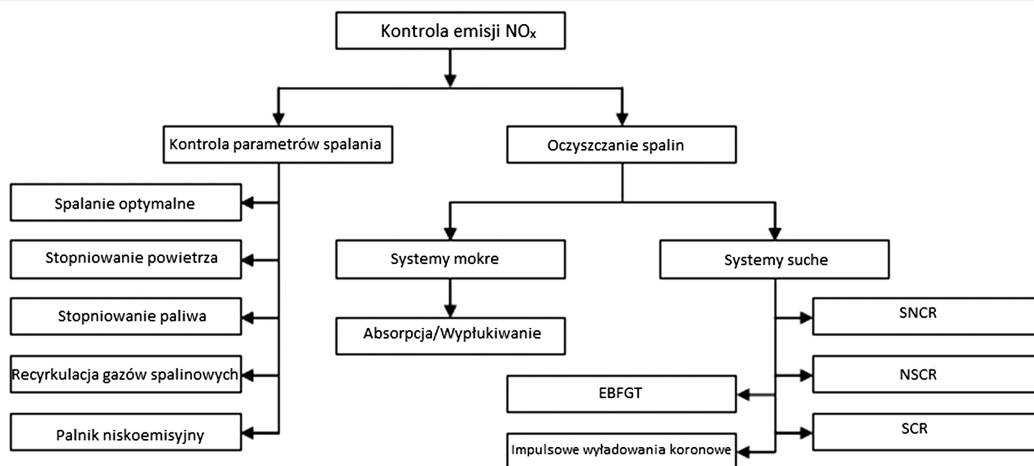 Kontrola emisji NOₓ
Kontrola parametrów spalania
Oczyszczanie spalin
Spalanie optymalne
Stopniowanie powietrza
Stopniowanie paliwa
Recyrkulacja gazów spalinowych
Palnik niskoemisyjny
Systemy mokre
Absorpcja/Wypłukiwanie
Systemy suche
SNCR
NSCR
SCR
EBFGT
Impulsowe wyładowania koronowe